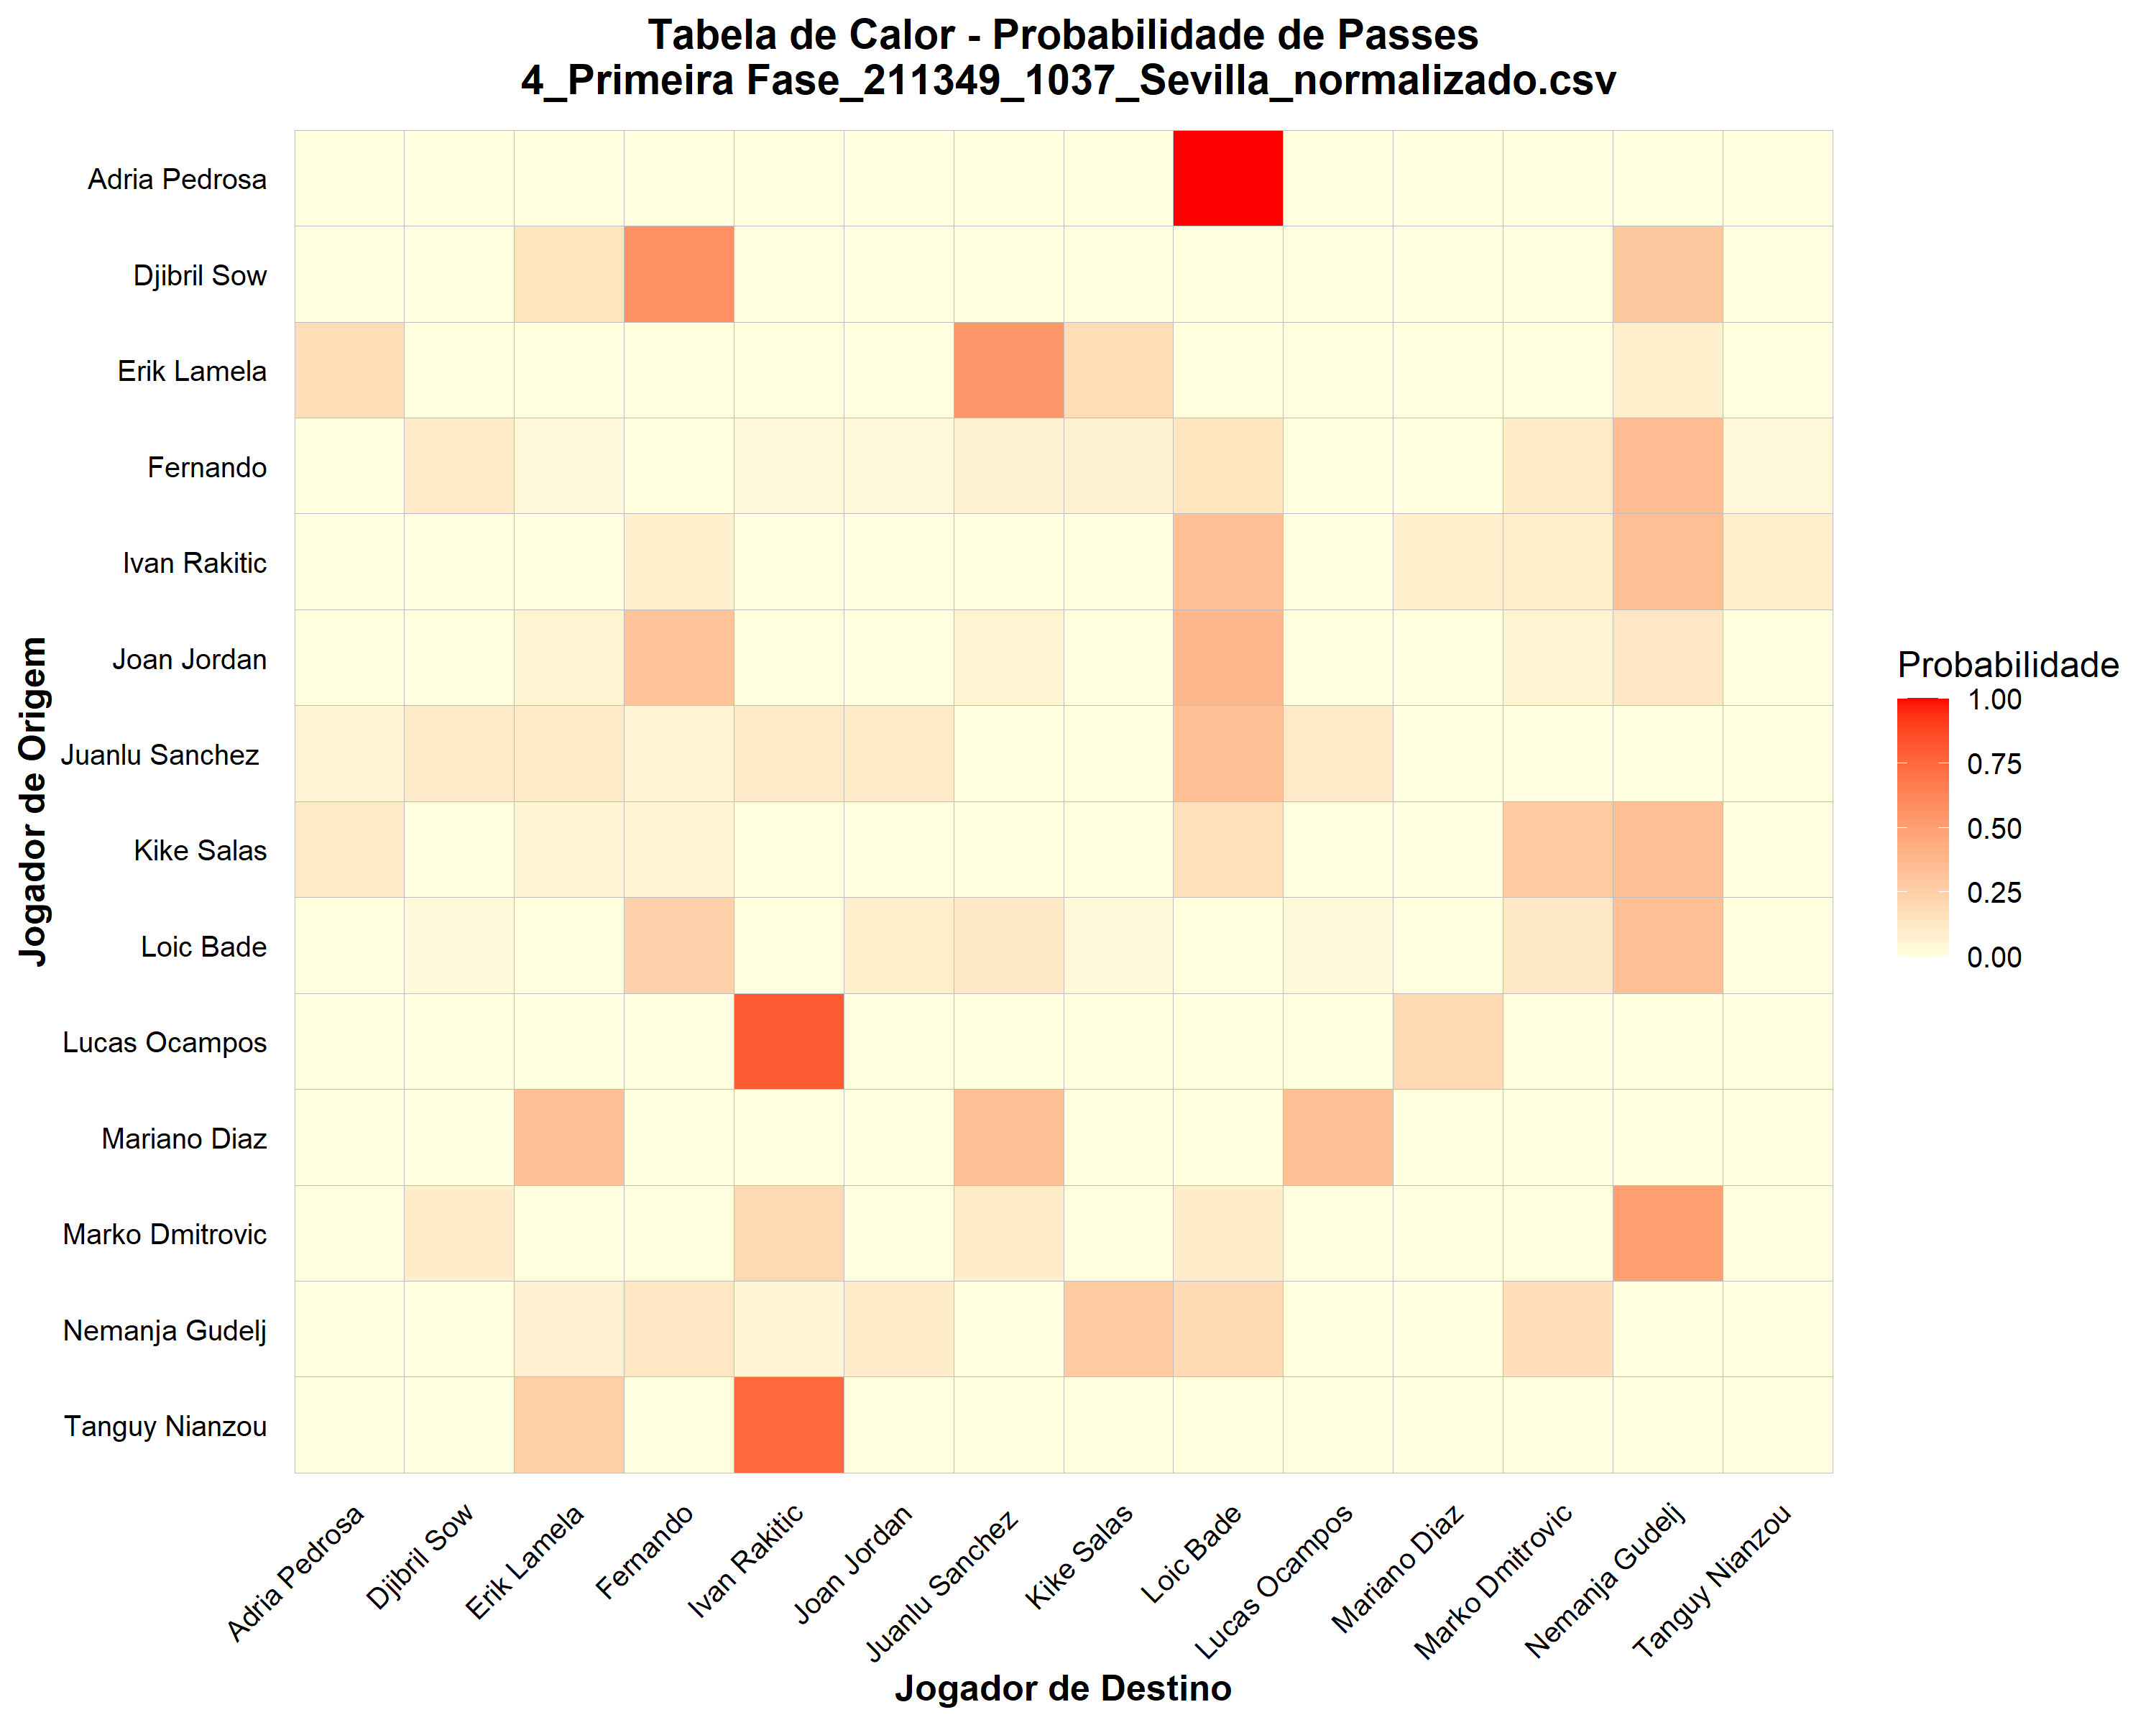 Tabela de Calor - Probabilidade de Passes
4_Primeira Fase_211349_1037_Sevilla_normalizado.csv
Jogador de Origem
Adria Pedrosa
Djibril Sow
Erik Lamela
Fernando
Ivan Rakitic
Joan Jordan
Juanlu Sanchez
Kike Salas
Loic Bade
Lucas Ocampos
Mariano Diaz
Marko Dmitrovic
Nemanja Gudelj
Tanguy Nianzou
Adria Pedrosa
Djibril Sow
Erik Lamela
Fernando
Ivan Rakitic
Joan Jordan
Juanlu Sanchez
Kike Salas
Loic Bade
Lucas Ocampos
Mariano Diaz
Marko Dmitrovic
Nemanja Gudelj
Tanguy Nianzou
Jogador de Destino
Probabilidade
1.00
0.75
0.50
0.25
0.00